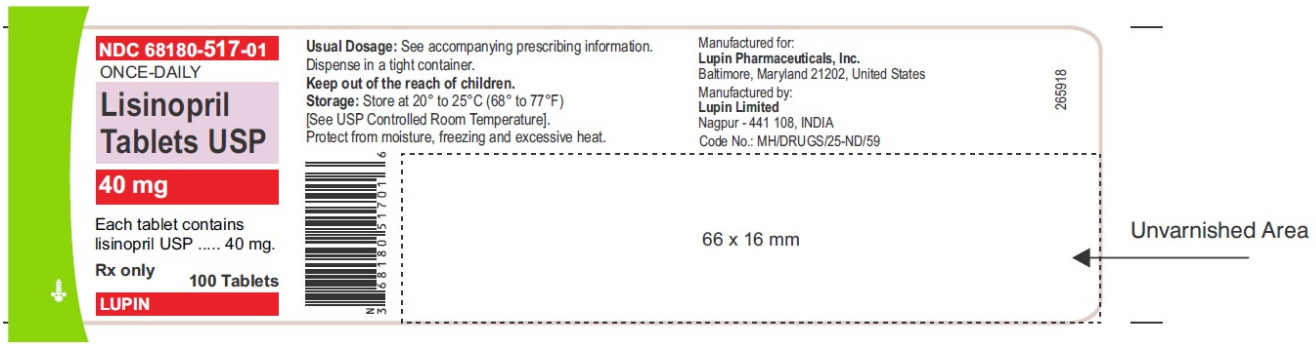 NDC 68180-517-01
ONCE-DAILY
Lisinopril
Tablets USP
40 mg
Each tablet contains
lisinopril USP ..... 40 mg.
Rx only
100 Tablets
LUPIN
Usual Dosage: See accompanying prescribing information.
Dispense in a tight container.
Keep out of the reach of children.
Storage: Store at 20° to 25°C (68° to 77°F)
[See USP Controlled Room Temperature].
Protect from moisture, freezing and excessive heat.
N
3 68180 51701 6
Manufactured for:
Lupin Pharmaceuticals, Inc.
Baltimore, Maryland 21202, United States
Manufactured by:
Lupin Limited
Nagpur - 441 108, INDIA
Code No.: MH/DRUGS/25-ND/59
265918
66 x 16 mm
Unvarnished Area